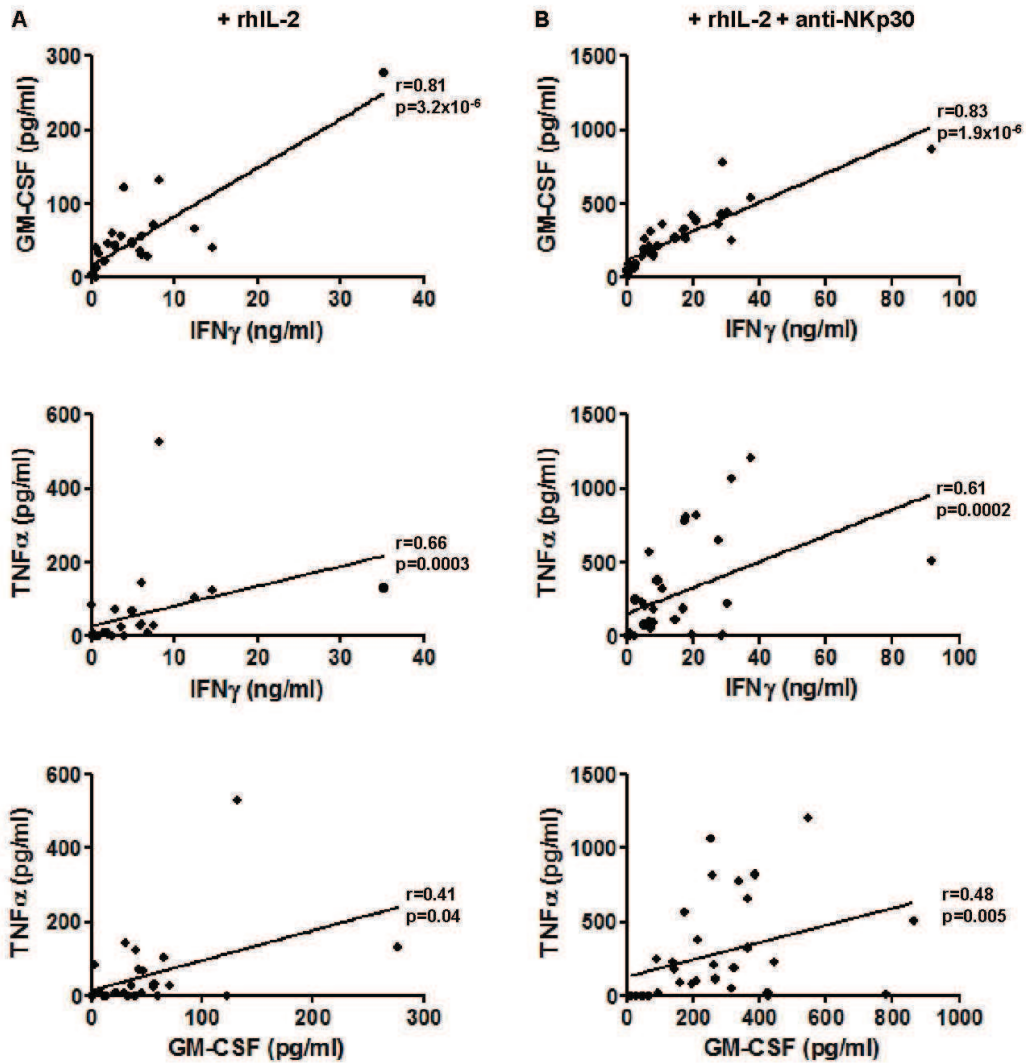 A
+ rhIL-2
B
+ rhIL-2 + anti-NKp30
GM-CSF (pg/ml)
300
200
100
0
r=0.81
p=3.2x10-6
0 10 20 30 40
IFNγ (ng/ml)
GM-CSF (pg/ml)
1500
1000
500
0
r=0.83
p=1.9x10-6
0 20 40 60 80 100
IFNγ (ng/ml)
TNFα (pg/ml)
600
400
200
0
r=0.66
p=0.0003
0 10 20 30 40
IFNγ (ng/ml)
TNFα (pg/ml)
1500
1000
500
0
r=0.61
p=0.0002
0 20 40 60 80 100
IFNγ (ng/ml)
TNFα (pg/ml)
600
400
200
0
r=0.41
p=0.04
0 100 200 300
GM-CSF (pg/ml)
TNFα (pg/ml)
1500
1000
500
0
r=0.48
p=0.005
0 200 400 600 800 1000
GM-CSF (pg/ml)